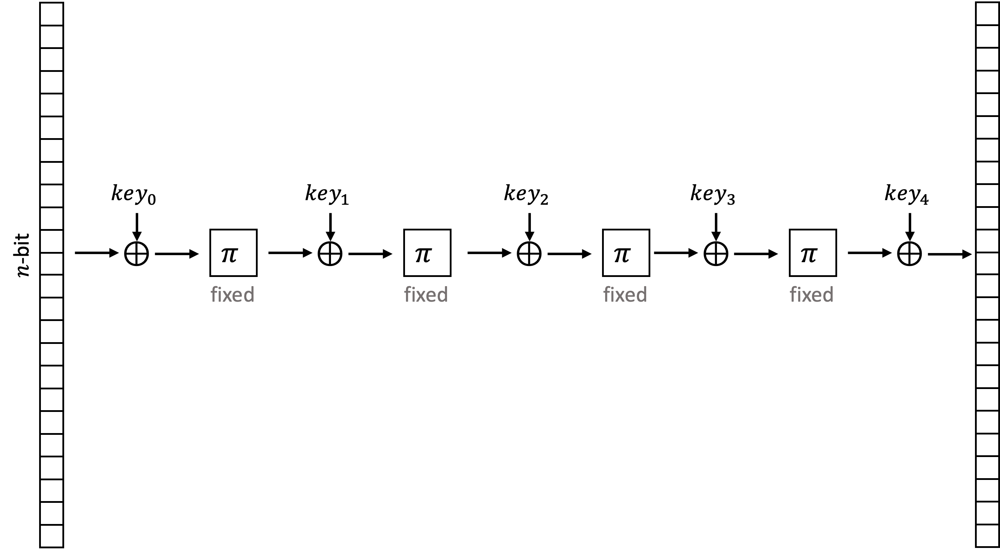 n-bit
key₀ key₁ key₂ key₃ key₄
π π π π
fixed fixed fixed fixed